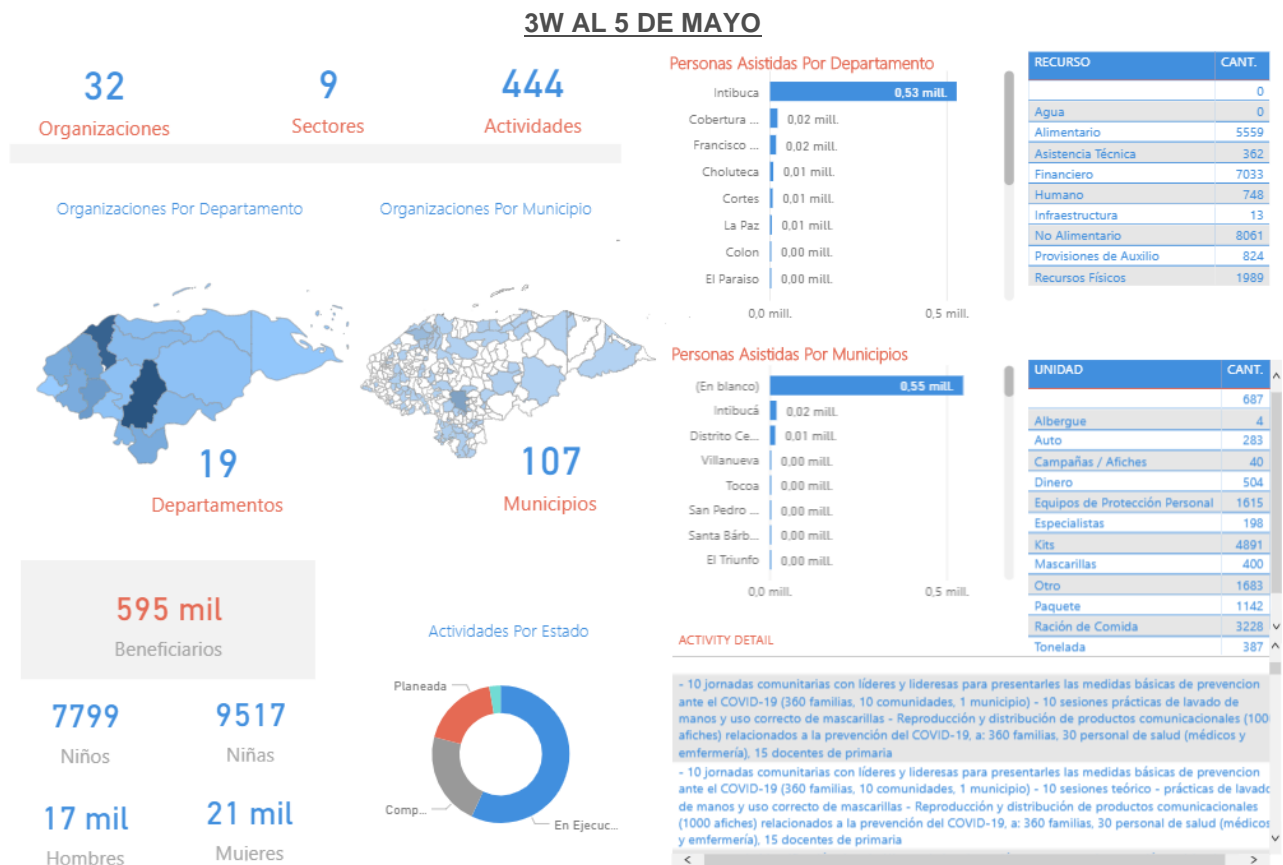 3W AL 5 DE MAYO
32
Organizaciones
9
Sectores
444
Actividades
Organizaciones Por Departamento
Organizaciones Por Municipio
19
Departamentos
107
Municipios
595 mil
Beneficiarios
7799
Niños
9517
Niñas
17 mil
Hombres
21 mil
Mujeres
Actividades Por Estado
Planeada
Comp...
En Ejecuc...
Personas Asistidas Por Departamento
Intibuca 0,53 mill.
Cobertura ... 0,02 mill.
Francisco ... 0,02 mill.
Choluteca 0,01 mill.
Cortes 0,01 mill.
La Paz 0,01 mill.
Colon 0,00 mill.
El Paraiso 0,00 mill.
0,0 mill. 0,5 mill.
Personas Asistidas Por Municipios
(En blanco) 0,55 mill.
Intibucá 0,02 mill.
Distrito Ce... 0,01 mill.
Villanueva 0,00 mill.
Tocoa 0,00 mill.
San Pedro ... 0,00 mill.
Santa Bárb... 0,00 mill.
El Triunfo 0,00 mill.
0,0 mill. 0,5 mill.
RECURSO CANT.
0
Agua 0
Alimentario 5559
Asistencia Técnica 362
Financiero 7033
Humano 748
Infraestructura 13
No Alimentario 8061
Provisiones de Auxilio 824
Recursos Físicos 1989
UNIDAD CANT.
687
Albergue 4
Auto 283
Campañas / Afiches 40
Dinero 504
Equipos de Protección Personal 1615
Especialistas 198
Kits 4891
Mascarillas 400
Otro 1683
Paquete 1142
Ración de Comida 3228
Tonelada 387
ACTIVITY DETAIL
- 10 jornadas comunitarias con líderes y lideresas para presentarles las medidas básicas de prevencion
ante el COVID-19 (360 familias, 10 comunidades, 1 municipio) - 10 sesiones prácticas de lavado de
manos y uso correcto de mascarillas - Reproducción y distribución de productos comunicacionales (100
afiches) relacionados a la prevención del COVID-19, a: 360 familias, 30 personal de salud (médicos y
emfermería), 15 docentes de primaria
- 10 jornadas comunitarias con líderes y lideresas para presentarles las medidas básicas de prevencion
ante el COVID-19 (360 familias, 10 comunidades, 1 municipio) - 10 sesiones teórico - prácticas de lavado
de manos y uso correcto de mascarillas - Reproducción y distribución de productos comunicacionales
(1000 afiches) relacionados a la prevención del COVID-19, a: 360 familias, 30 personal de salud (médicos
y emfermería), 15 docentes de primaria